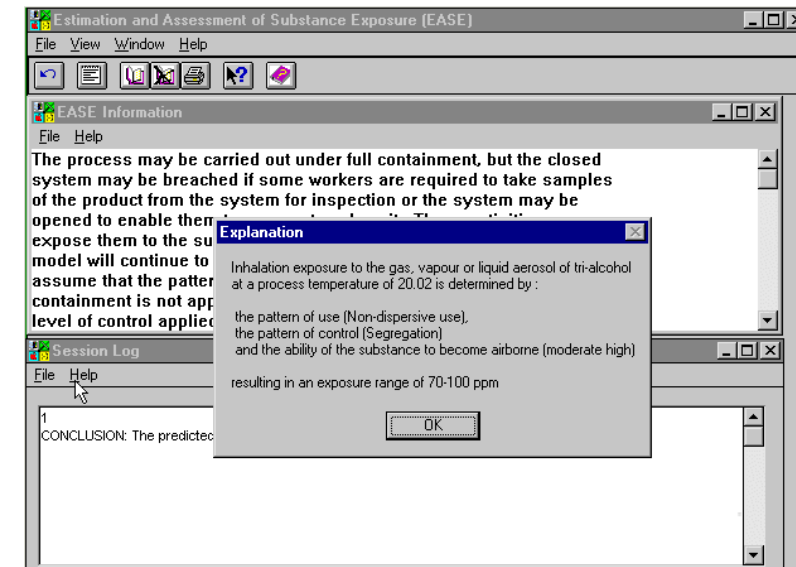 Estimation and Assessment of Substance Exposure (EASE)
File View Window Help
EASE Information
File Help
The process may be carried out under full containment, but the closed
system may be breached if some workers are required to take samples
of the product from the system for inspection or the system may be
opened to enable them
expose them to the su
model will continue to
assume that the patter
containment is not app
level of control applied
Explanation
Inhalation exposure to the gas, vapour or liquid aerosol of tri-alcohol
at a process temperature of 20.02 is determined by :
the pattern of use (Non-dispersive use),
the pattern of control (Segregation)
and the ability of the substance to become airborne (moderate high)
resulting in an exposure range of 70-100 ppm
OK
Session Log
File Help
1
CONCLUSION: The predicted